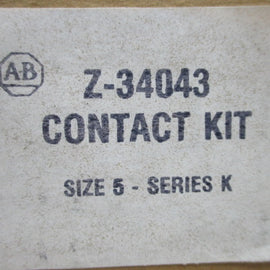 AB
Z-34043
CONTACT KIT
SIZE 5 - SERIES K